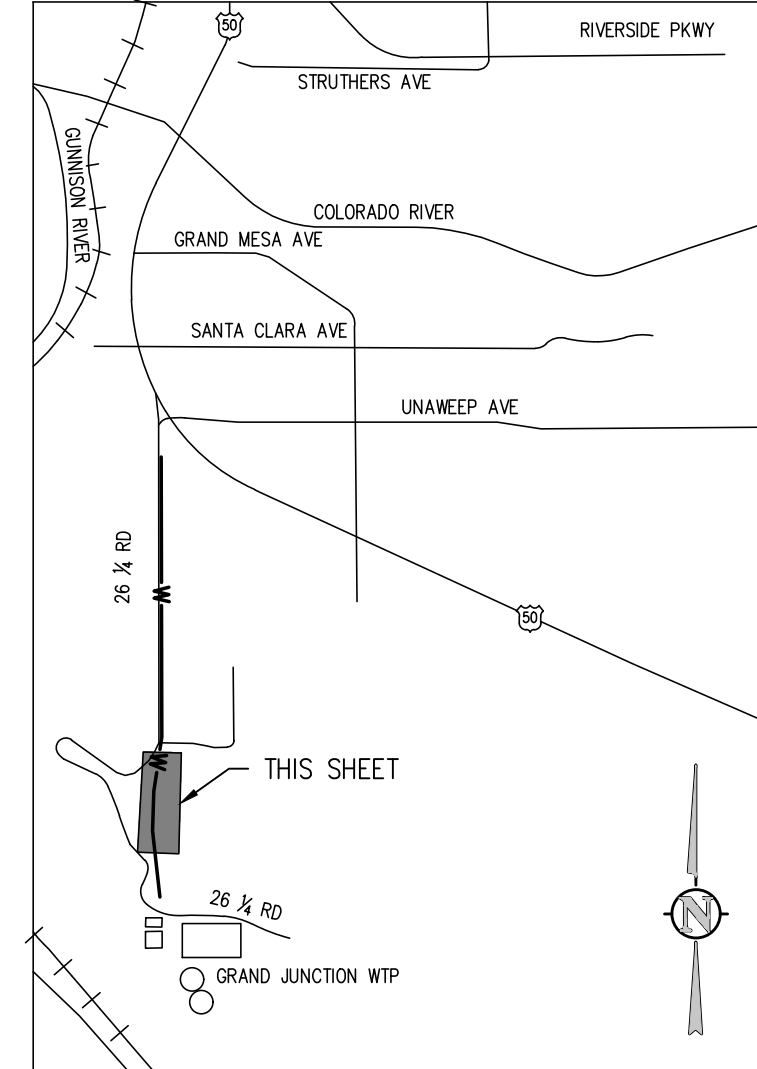 50
RIVERSIDE PKWY
STRUTHERS AVE
GUNNISON RIVER
COLORADO RIVER
GRAND MESA AVE
SANTA CLARA AVE
UNAWEEP AVE
26 ¼ RD
W
50
W
THIS SHEET
26 ¼ RD
N
GRAND JUNCTION WTP